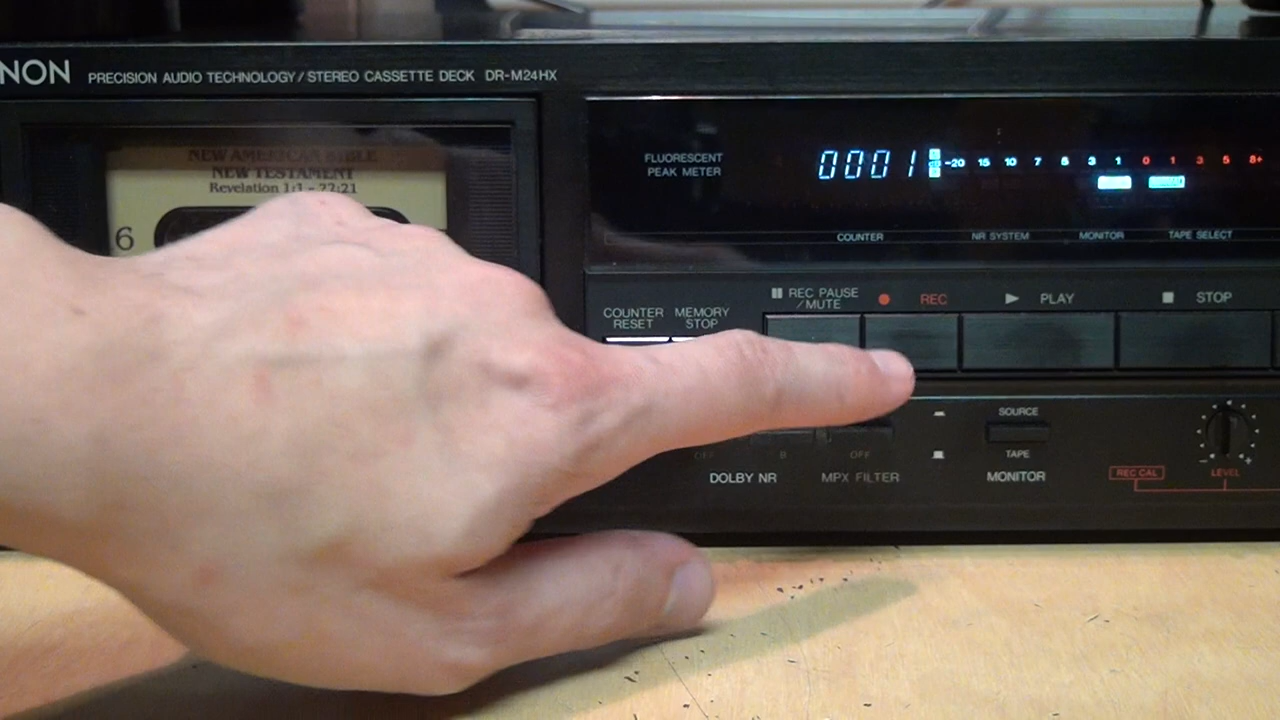 NON PRECISION AUDIO TECHNOLOGY/STEREO CASSETTE DECK DR-M24HX
NEW AMERICAN BIBLE
NEW TESTAMENT
Revelation 1:1 - 22:21
6
FLUORESCENT
PEAK METER
0001 -20 15 10 7 5 3 1 0 1 3 5 8+
COUNTER NR SYSTEM MONITOR TAPE SELECT
COUNTER
RESET
MEMORY
STOP
REC PAUSE
/MUTE
REC
PLAY
STOP
OFF B OFF
DOLBY NR MPX FILTER
SOURCE
TAPE
MONITOR
REC CAL
LEVEL